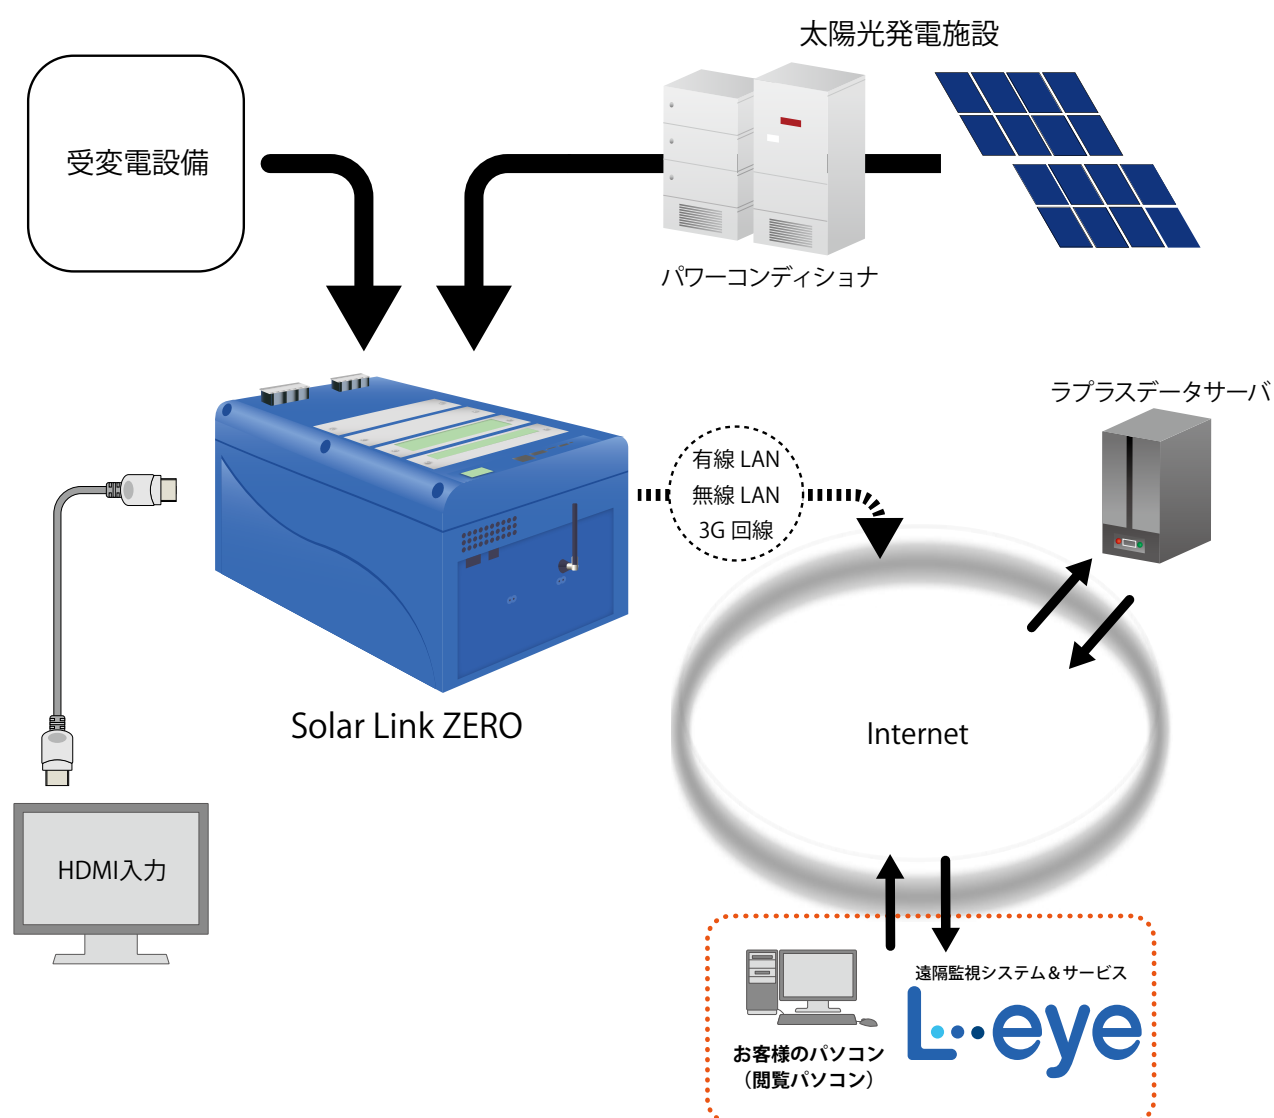 太陽光発電施設
受変電設備
パワーコンディショナ
ラプラスデータサーバ
有線 LAN
無線 LAN
3G 回線
Solar Link ZERO
Internet
HDMI入力
遠隔監視システム＆サービス
L・・・eye
お客様のパソコン
（閲覧パソコン）